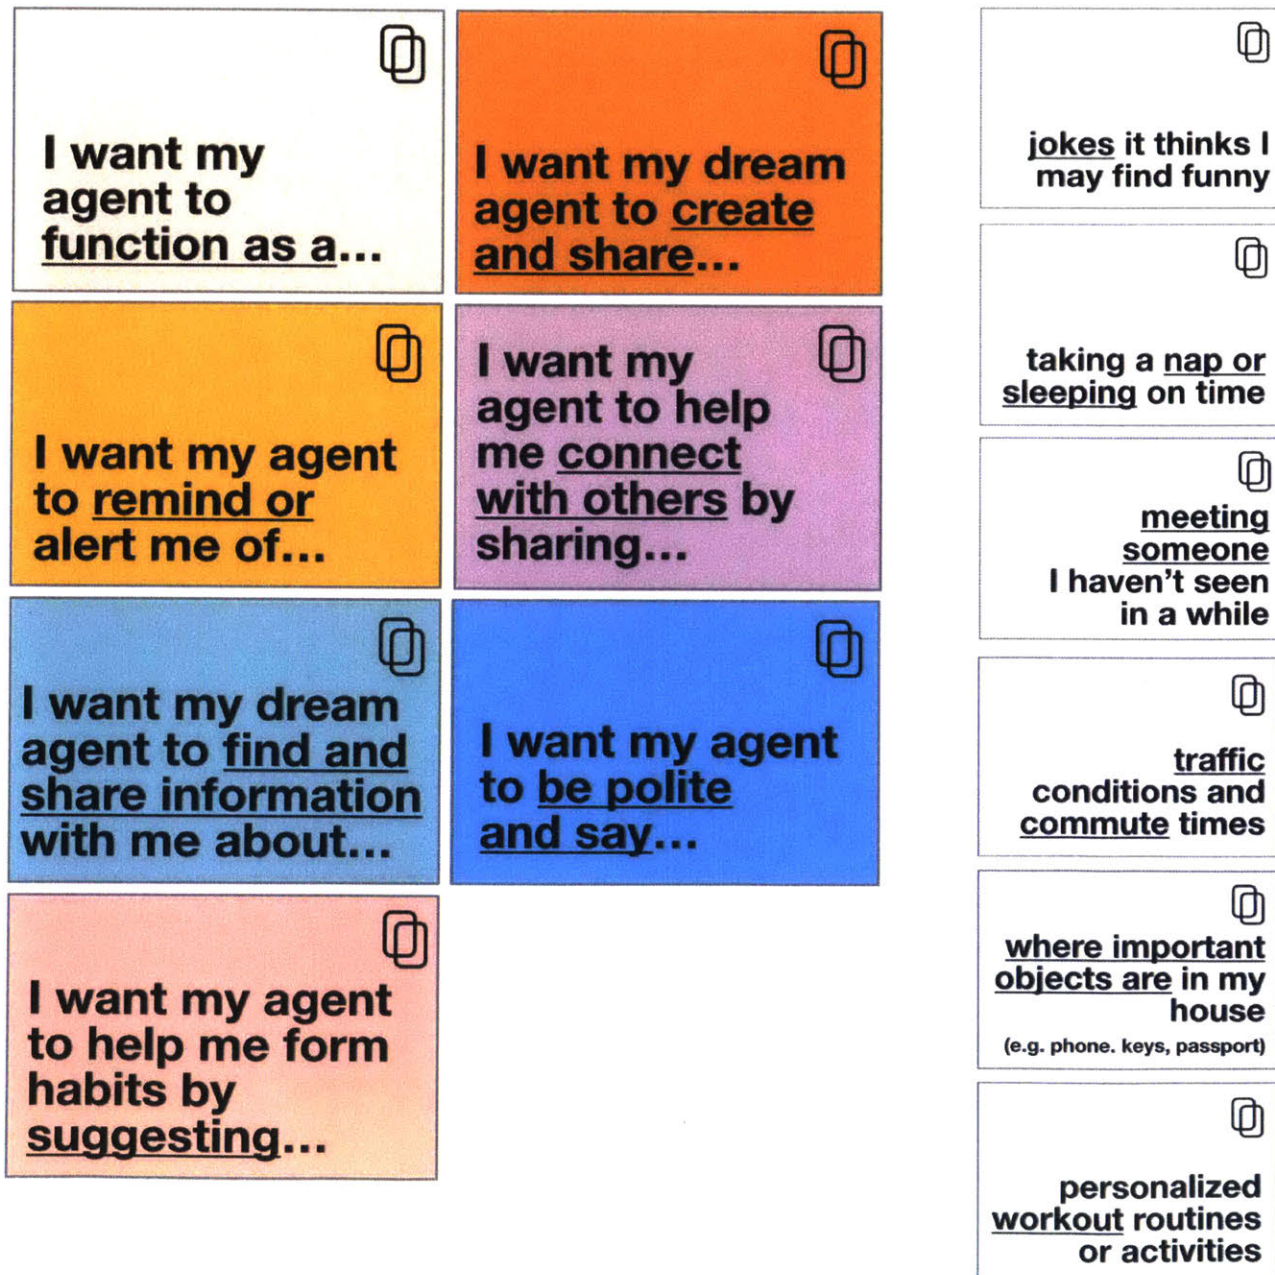 I want my
agent to
function as a...
I want my dream
agent to create
and share...
I want my agent
to remind or
alert me of...
I want my
agent to help
me connect
with others by
sharing...
I want my dream
agent to find and
share information
with me about...
I want my agent
to be polite
and say...
I want my agent
to help me form
habits by
suggesting...
jokes it thinks I
may find funny
taking a nap or
sleeping on time
meeting
someone
I haven't seen
in a while
traffic
conditions and
commute times
where important
objects are in my
house
(e.g. phone. keys, passport)
personalized
workout routines
or activities